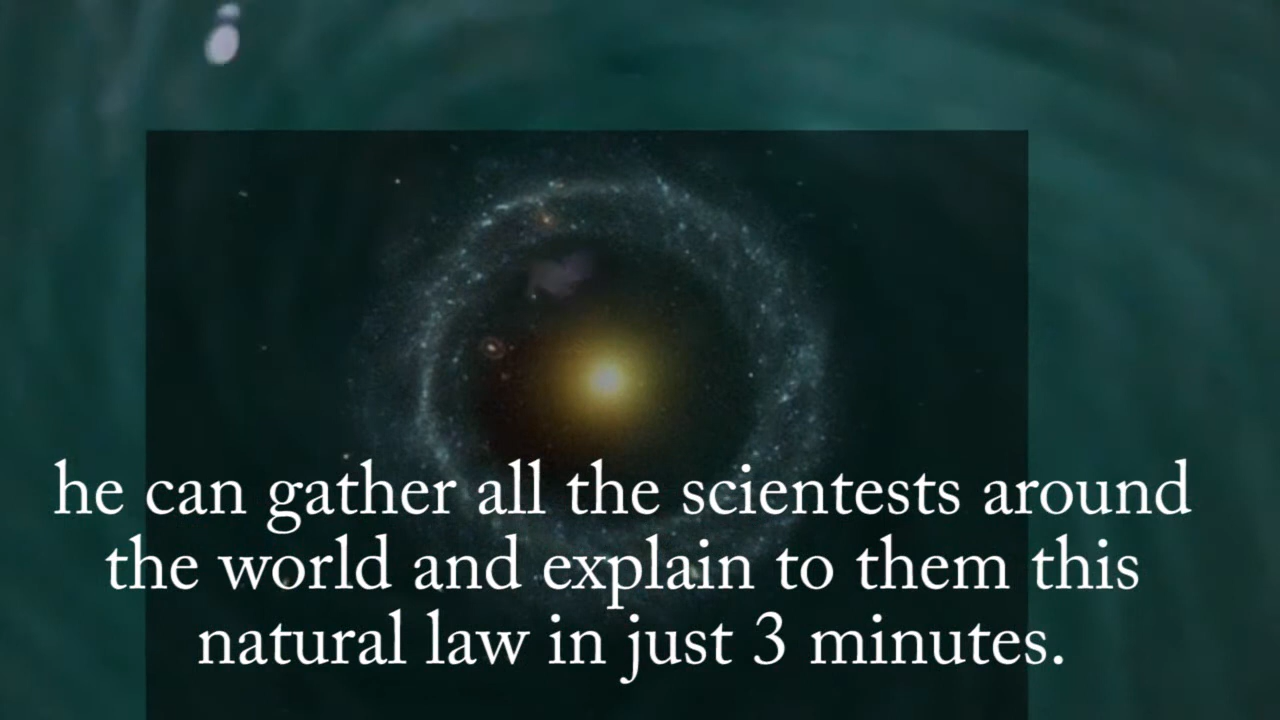 he can gather all the scientests around
the world and explain to them this
natural law in just 3 minutes.